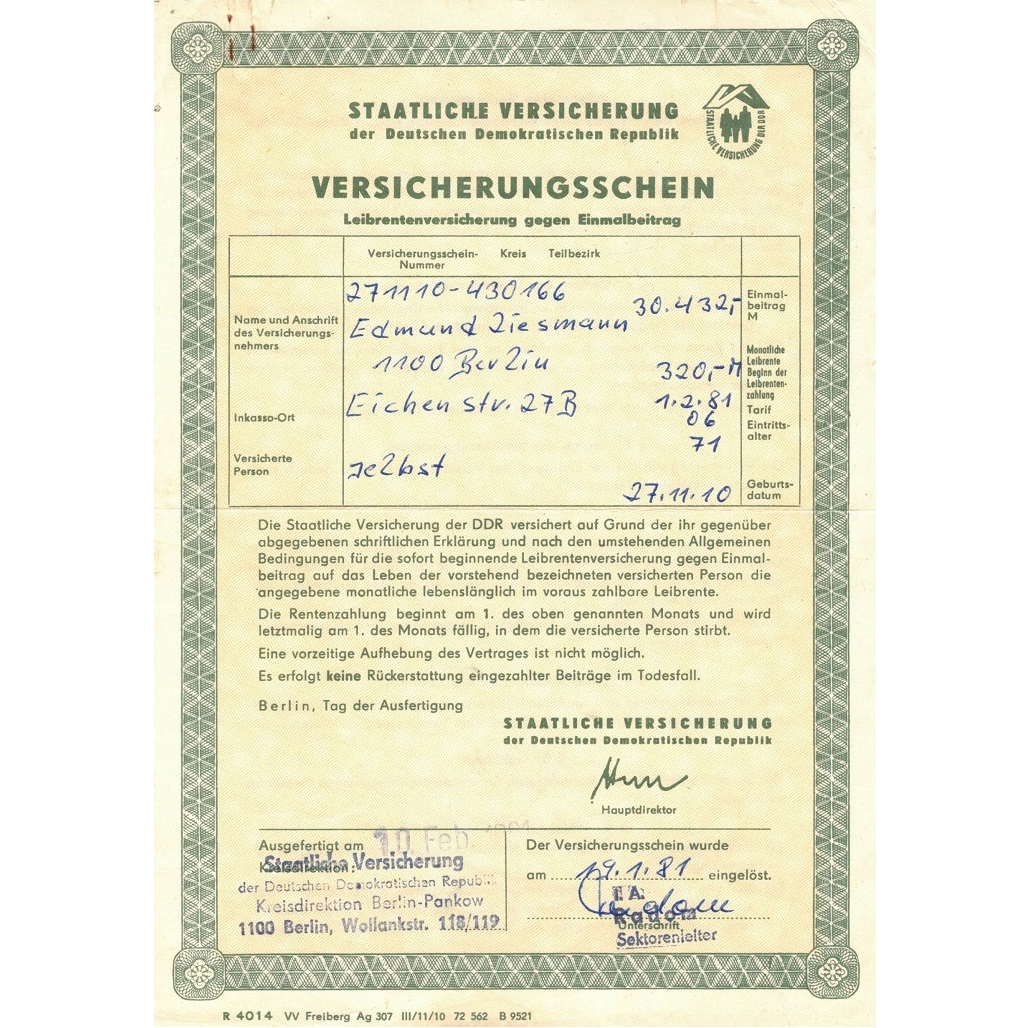 STAATLICHE VERSICHERUNG
der Deutschen Demokratischen Republik
STAATLICHE VERSICHERUNG DER DDR
VERSICHERUNGSSCHEIN
Leibrentenversicherung gegen Einmalbeitrag
Versicherungsschein-Nummer Kreis Teilbezirk
271110-430166
Name und Anschrift
des Versicherungs-
nehmers
Edmund Ziesmann
1100 Berlin
Eichenstr. 27B
Inkasso-Ort
Versicherte
Person
selbst
30.432,-
Einmal-
beitrag
M
320,- M
Monatliche
Leibrente
1.2.81
Beginn der
Leibrenten-
zahlung
06
Tarif
71
Eintritts-
alter
27.11.10
Geburts-
datum
Die Staatliche Versicherung der DDR versichert auf Grund der ihr gegenüber
abgegebenen schriftlichen Erklärung und nach den umstehenden Allgemeinen
Bedingungen für die sofort beginnende Leibrentenversicherung gegen Einmal-
beitrag auf das Leben der vorstehend bezeichneten versicherten Person die
angegebene monatliche lebenslänglich im voraus zahlbare Leibrente.
Die Rentenzahlung beginnt am 1. des oben genannten Monats und wird
letztmalig am 1. des Monats fällig, in dem die versicherte Person stirbt.
Eine vorzeitige Aufhebung des Vertrages ist nicht möglich.
Es erfolgt keine Rückerstattung eingezahlter Beiträge im Todesfall.
Berlin, Tag der Ausfertigung
STAATLICHE VERSICHERUNG
der Deutschen Demokratischen Republik
Hauptdirektor
Ausgefertigt am 10. Feb. 1981
Kreisdirektion:
Staatliche Versicherung
der Deutschen Demokratischen Republik
Kreisdirektion Berlin-Pankow
1100 Berlin, Wollankstr. 118/119
Der Versicherungsschein wurde
am 19.1.81 eingelöst.
I. A.
Radom
Unterschrift
Sektorenleiter
R 4014 VV Freiberg Ag 307 III/11/10 72 562 B 9521